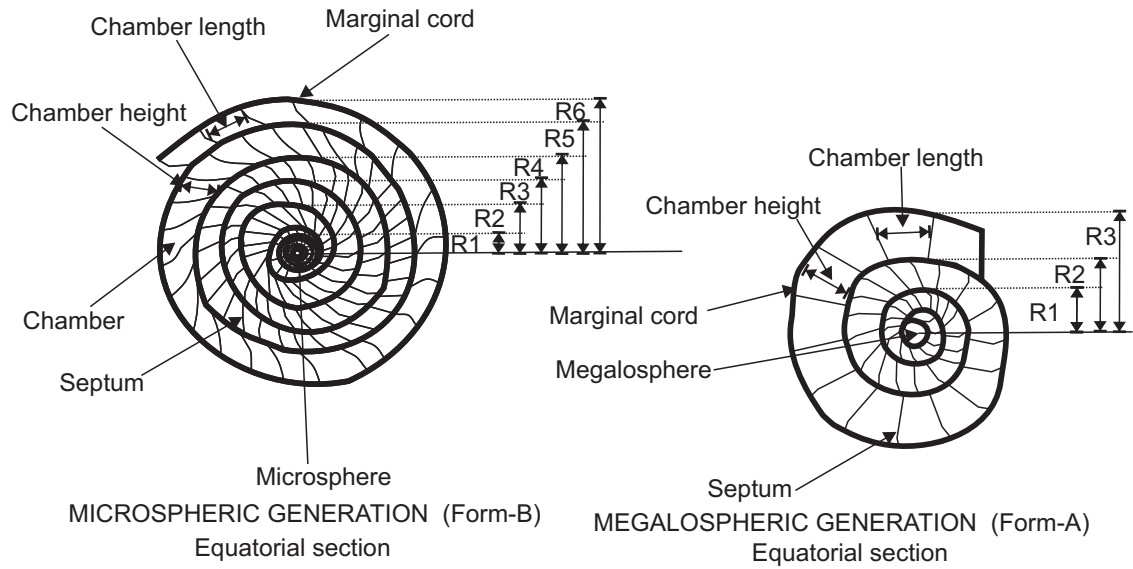 Chamber length
Marginal cord
Chamber height
R6
R5
R4
R3
R2
R1
Chamber
Septum
Microsphere
MICROSPHERIC GENERATION (Form-B)
Equatorial section
Chamber length
Chamber height
R3
R2
R1
Marginal cord
Megalosphere
Septum
MEGALOSPHERIC GENERATION (Form-A)
Equatorial section